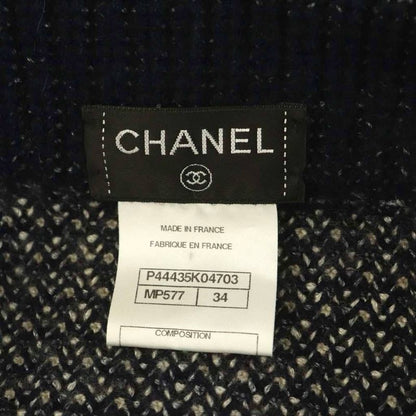 CHANEL
MADE IN FRANCE
FABRIQUE EN FRANCE
P44435K04703
MP577 34
COMPOSITION